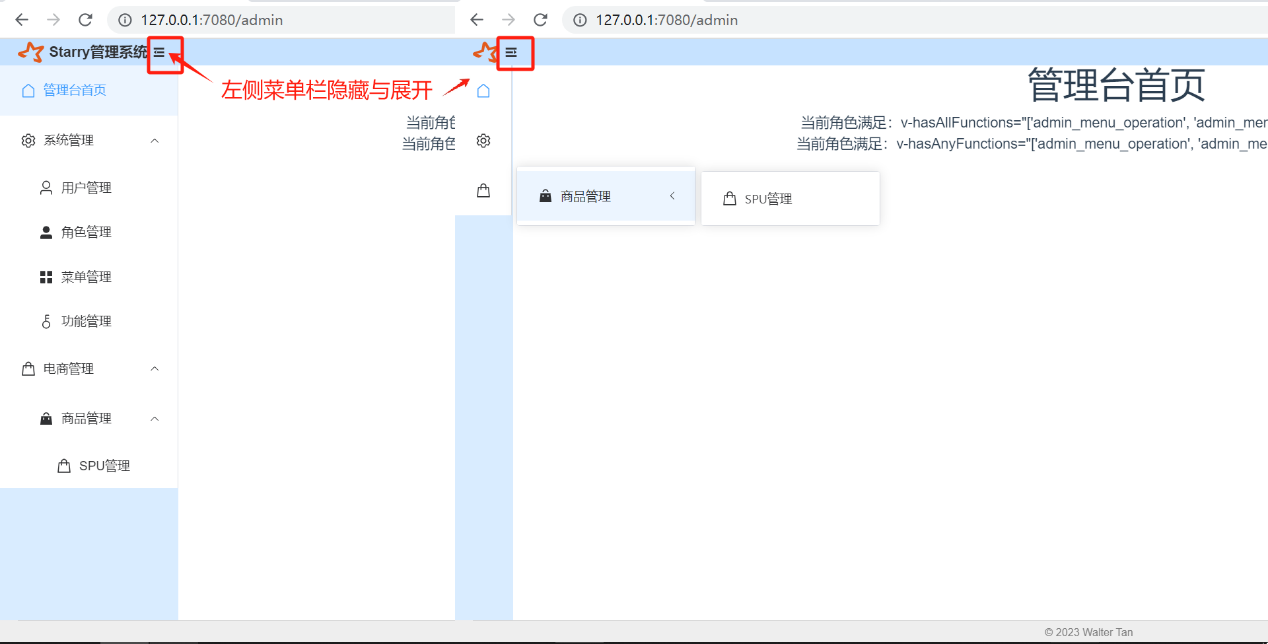 127.0.0.1:7080/admin
Starry管理系统
管理台首页
系统管理
用户管理
角色管理
菜单管理
功能管理
电商管理
商品管理
SPU管理
左侧菜单栏隐藏与展开
当前角色
当前角色
127.0.0.1:7080/admin
管理台首页
当前角色满足：v-hasAllFunctions="['admin_menu_operation', 'admin_mer
当前角色满足：v-hasAnyFunctions="['admin_menu_operation', 'admin_me
商品管理
SPU管理
© 2023 Walter Tan